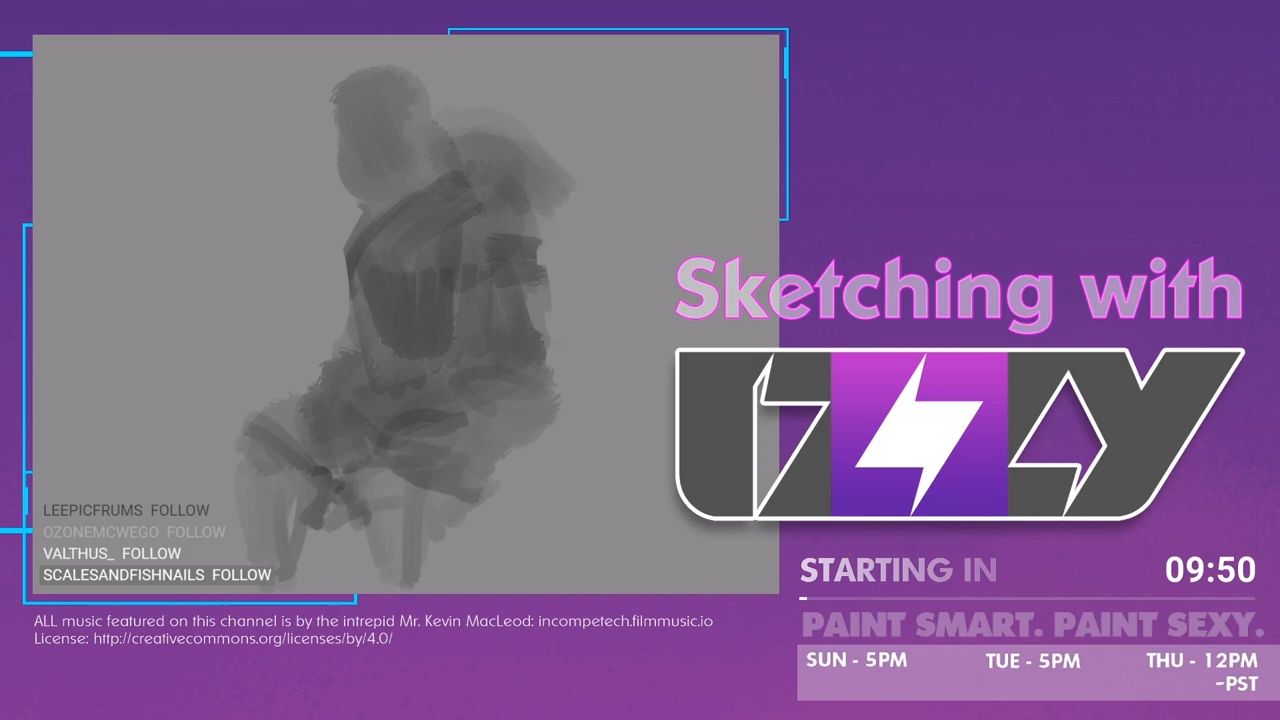 Sketching with
IZZY
LEEPICFRUMS FOLLOW
OZONEMCWEGO FOLLOW
VALTHUS_ FOLLOW
SCALESANDFISHNAILS FOLLOW
STARTING IN 09:50
PAINT SMART. PAINT SEXY.
SUN - 5PM TUE - 5PM THU - 12PM
~PST
ALL music featured on this channel is by the intrepid Mr. Kevin MacLeod: incompetech.filmmusic.io
License: http://creativecommons.org/licenses/by/4.0/